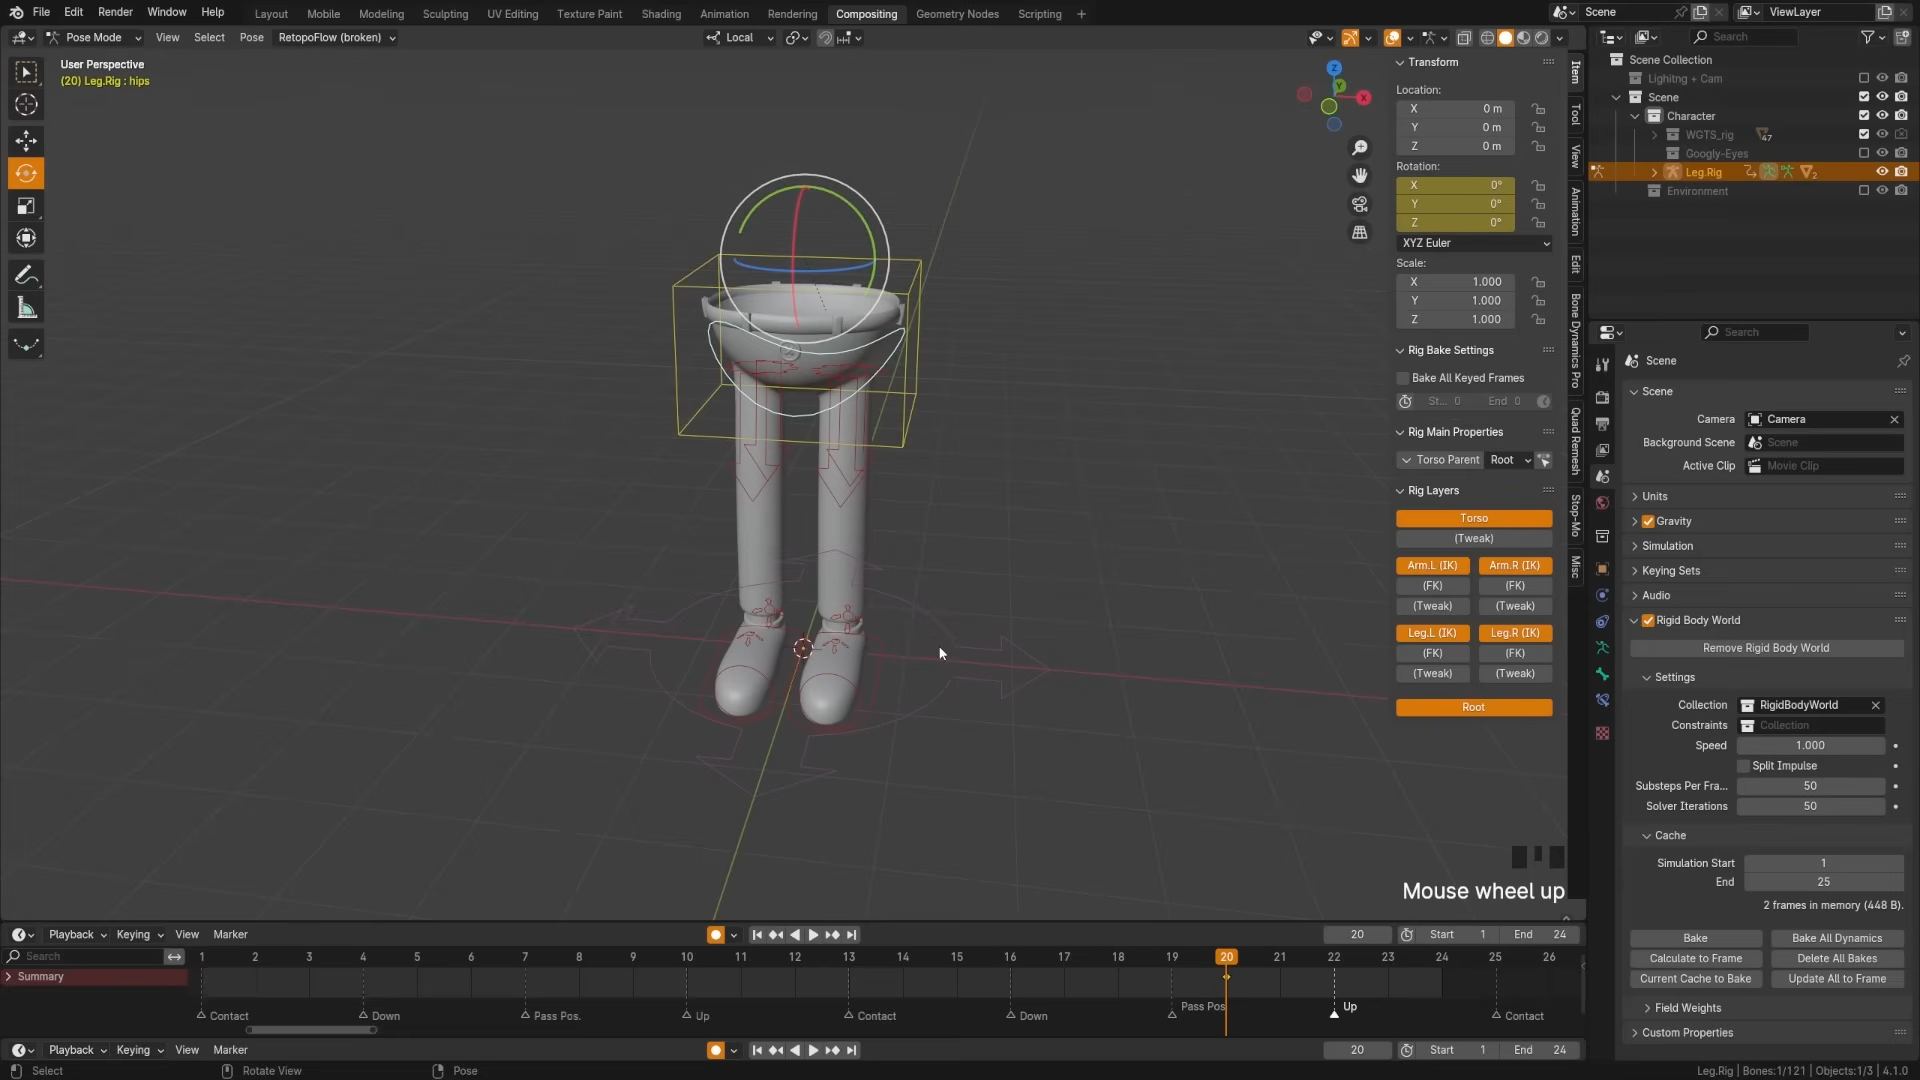 File Edit Render Window Help Layout Mobile Modeling Sculpting UV Editing Texture Paint Shading Animation Rendering Compositing Geometry Nodes Scripting + Scene ViewLayer
Pose Mode View Select Pose RetopoFlow (broken) Local Search
User Perspective
(20) Leg.Rig : hips
Z
Y
X
Transform
Location:
X 0 m
Y 0 m
Z 0 m
Rotation:
X 0°
Y 0°
Z 0°
XYZ Euler
Scale:
X 1.000
Y 1.000
Z 1.000
Rig Bake Settings
Bake All Keyed Frames
St... 0 End 0
Rig Main Properties
Torso Parent Root
Rig Layers
Torso
(Tweak)
Arm.L (IK) Arm.R (IK)
(FK) (FK)
(Tweak) (Tweak)
Leg.L (IK) Leg.R (IK)
(FK) (FK)
(Tweak) (Tweak)
Root
Item
Tool
View
Animation
Edit
Bone Dynamics Pro
Quad Remesh
Stop-Mo
Misc
Mouse wheel up
Scene Collection
Lighitng + Cam
Scene
Character
WGTS_rig 47
Googly-Eyes
Leg.Rig 2
Environment
Search
Scene
Scene
Camera Camera
Background Scene Scene
Active Clip Movie Clip
Units
Gravity
Simulation
Keying Sets
Audio
Rigid Body World
Remove Rigid Body World
Settings
Collection RigidBodyWorld
Constraints Collection
Speed 1.000
Split Impulse
Substeps Per Fra... 50
Solver Iterations 50
Cache
Simulation Start 1
End 25
2 frames in memory (448 B).
Bake Bake All Dynamics
Calculate to Frame Delete All Bakes
Current Cache to Bake Update All to Frame
Field Weights
Custom Properties
Playback Keying View Marker 20 Start 1 End 24
Search 1 2 3 4 5 6 7 8 9 10 11 12 13 14 15 16 17 18 19 20 21 22 23 24 25 26
Summary
Contact Down Pass Pos. Up Contact Down Pass Pos Up Contact
Playback Keying View Marker 20 Start 1 End 24
Select Rotate View Pose Leg.Rig | Bones:1/121 | Objects:1/3 | 4.1.0